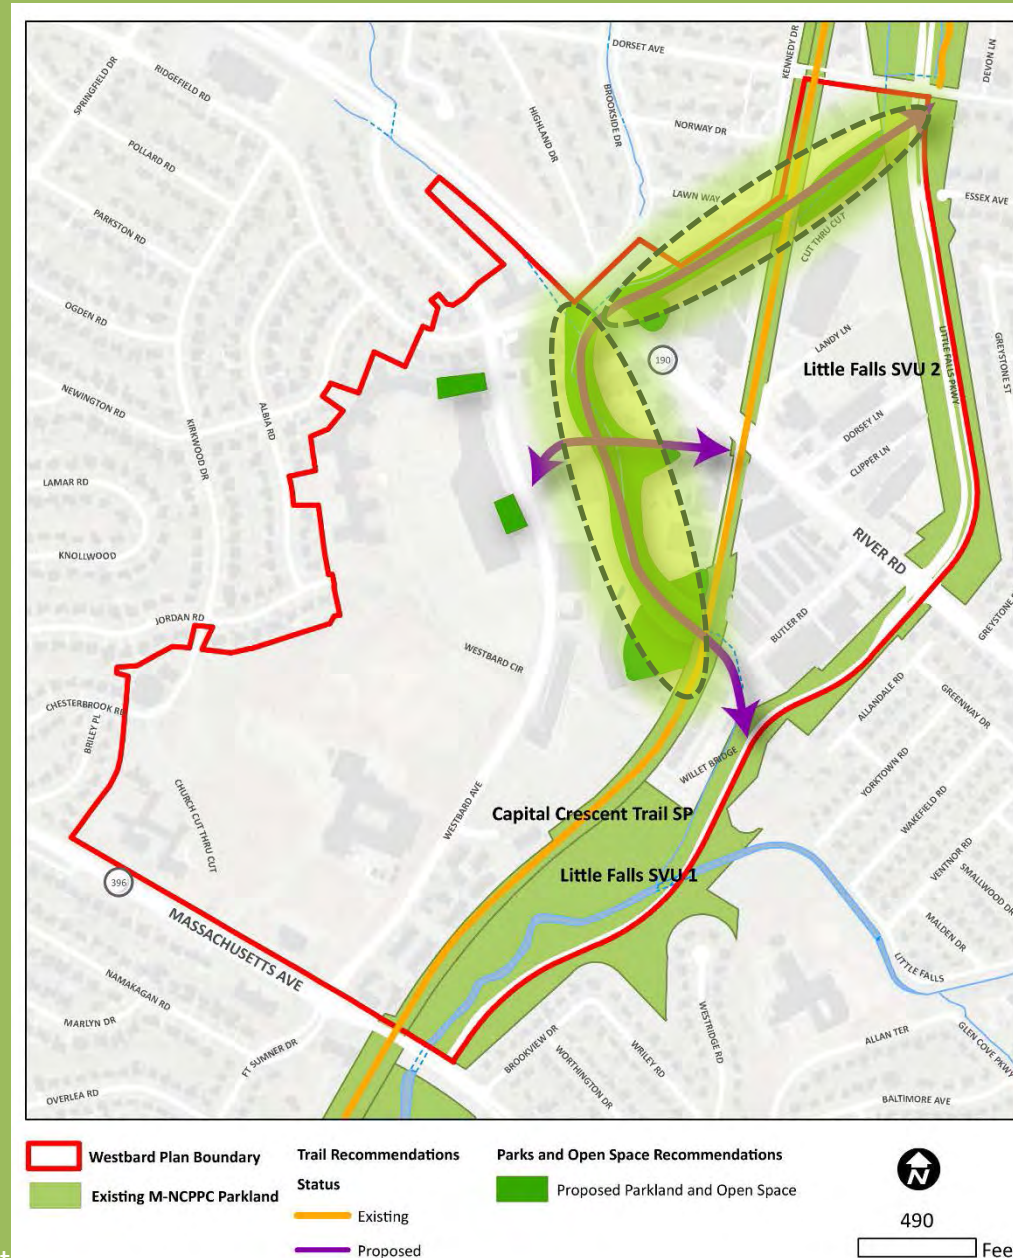 DORSET AVE
KENNEDY DR
DEVON LN
SPRINGFIELD DR
RIDGEFIELD RD
HIGHLAND DR
BROOKSIDE DR
NORWAY DR
POLLARD RD
LAWN WAY
ESSEX AVE
PARKSTON RD
CUT THRU CUT
OGDEN RD
LANDY LN
190
Little Falls SVU 2
LITTLE FALLS PKWY
GREYSTONE ST
NEWINGTON RD
KIRKWOOD DR
ALBIA RD
DORSEY LN
CLIPPER LN
LAMAR RD
KNOLLWOOD
RIVER RD
JORDAN RD
BUTLER RD
GREYSTONE
WESTBARD CIR
ALLANDALE RD
GREENWAY DR
CHESTERBROOK RD
BRILEY PL
YORKTOWN RD
WILLET BRIDGE
WAKEFIELD RD
CHURCH CUT THRU CUT
WESTBARD AVE
Capital Crescent Trail SP
VENTNOR RD
SMALLWOOD DR
Little Falls SVU 1
396
MALDEN DR
MASSACHUSETTS AVE
LITTLE FALLS
NAMAKAGAN RD
MARLYN DR
FT SUMNER DR
BROOKVIEW DR
WORTHINGTON DR
WRILEY RD
WESTRIDGE RD
ALLAN TER
GLEN COVE PKWY
OVERLEA RD
BALTIMORE AVE
Westbard Plan Boundary
Existing M-NCPPC Parkland
Trail Recommendations
Status
Existing
Proposed
Parks and Open Space Recommendations
Proposed Parkland and Open Space
N
490
Fee